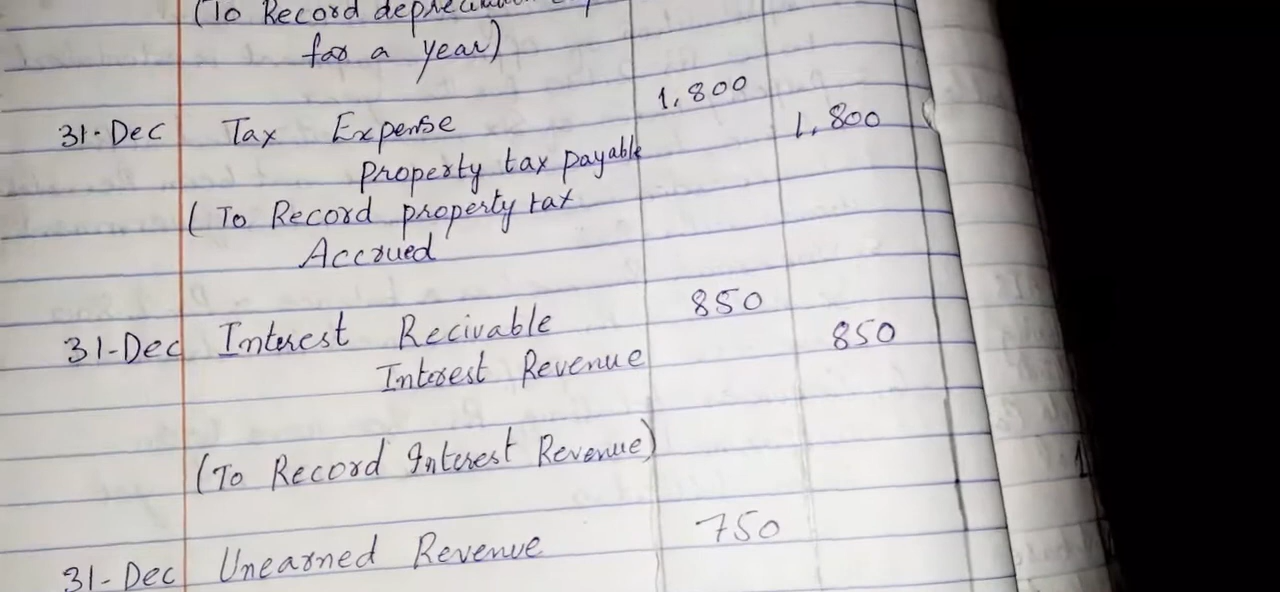 (To Record
for a year)
31-Dec Tax Expense 1,800
Property tax payable 1,800
(To Record property tax
Accrued
31-Dec Interest Recivable 850
Interest Revenue 850
(To Record Interest Revenue)
31-Dec Unearned Revenue 750